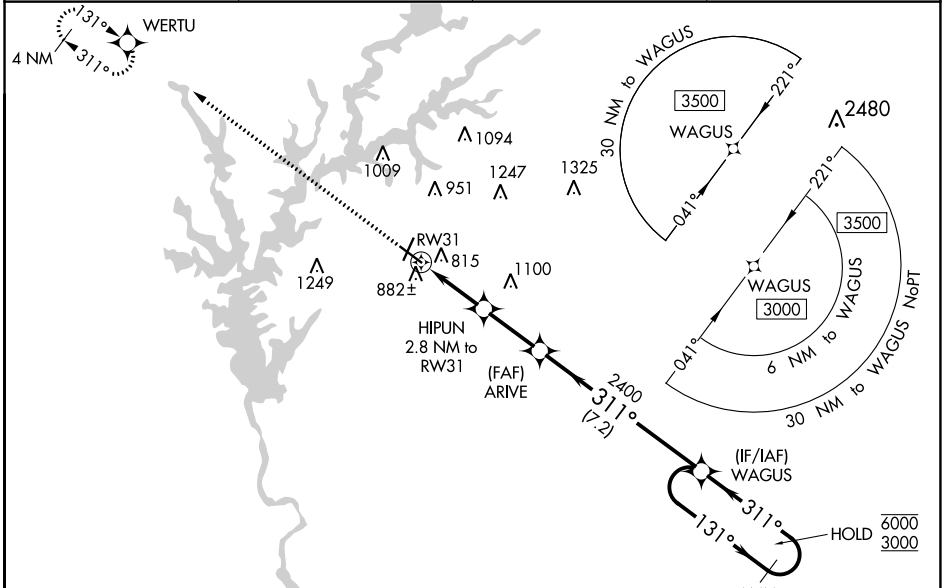 131°
WERTU
4 NM
311°
30 NM to WAGUS
221°
3500
WAGUS
041°
2480
1094
1009
1247
1325
951
221°
3500
RW31
815
1249
882±
1100
WAGUS
3000
041°
6 NM to WAGUS
30 NM to WAGUS NoPT
HIPUN
2.8 NM to
RW31
(FAF)
ARIVE
2400
311°
(7.2)
(IF/IAF)
WAGUS
311°
131°
HOLD
6000
3000